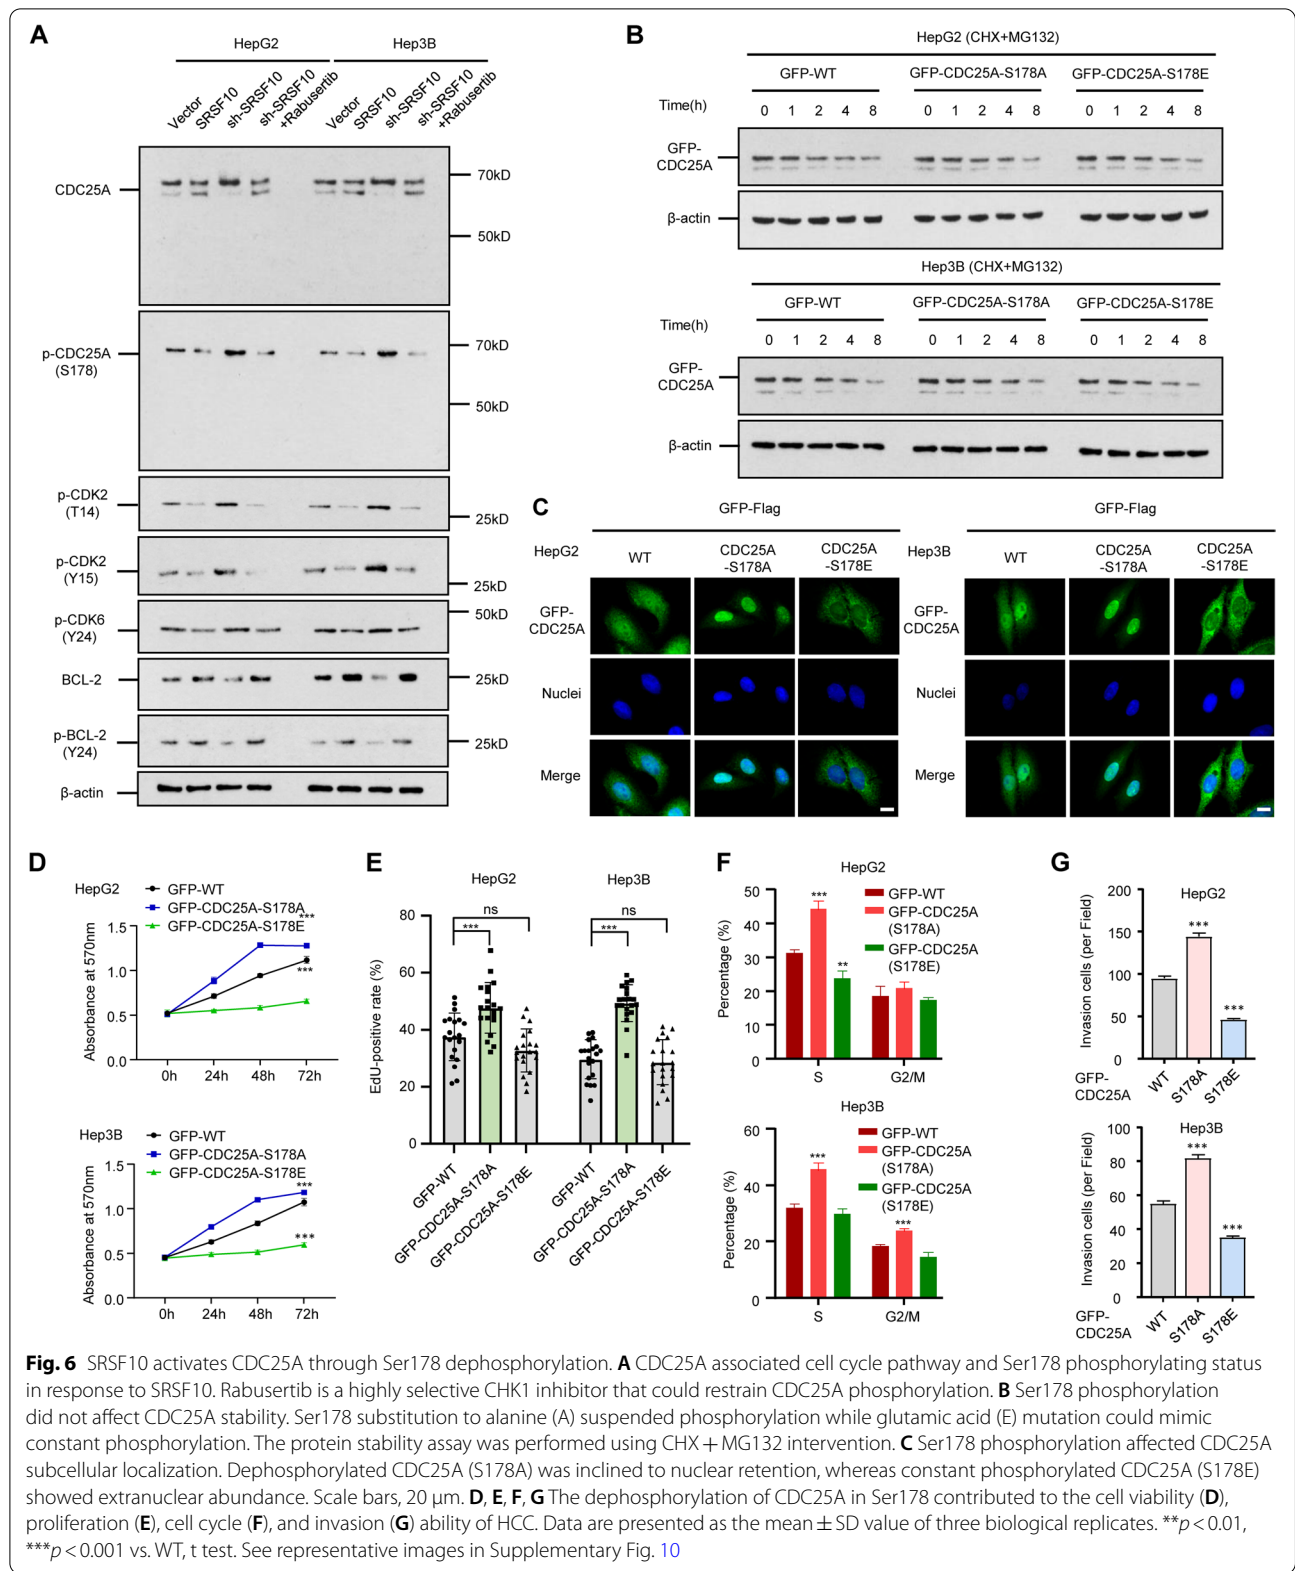 A
HepG2
Hep3B
Vector
SRSF10
sh-SRSF10
sh-SRSF10
+Rabusertib
Vector
SRSF10
sh-SRSF10
sh-SRSF10
+Rabusertib
CDC25A
70kD
50kD
p-CDC25A
(S178)
70kD
50kD
p-CDK2
(T14)
25kD
p-CDK2
(Y15)
25kD
p-CDK6
(Y24)
50kD
BCL-2
25kD
p-BCL-2
(Y24)
25kD
β-actin
B
HepG2 (CHX+MG132)
GFP-WT
GFP-CDC25A-S178A
GFP-CDC25A-S178E
Time(h)
0 1 2 4 8
0 1 2 4 8
0 1 2 4 8
GFP-
CDC25A
β-actin
Hep3B (CHX+MG132)
GFP-WT
GFP-CDC25A-S178A
GFP-CDC25A-S178E
Time(h)
0 1 2 4 8
0 1 2 4 8
0 1 2 4 8
GFP-
CDC25A
β-actin
C
GFP-Flag
HepG2
WT
CDC25A
-S178A
CDC25A
-S178E
GFP-
CDC25A
Nuclei
Merge
GFP-Flag
Hep3B
WT
CDC25A
-S178A
CDC25A
-S178E
GFP-
CDC25A
Nuclei
Merge
D
HepG2
GFP-WT
GFP-CDC25A-S178A
GFP-CDC25A-S178E
***
***
Absorbance at 570nm
1.5
1.0
0.5
0.0
0h 24h 48h 72h
Hep3B
GFP-WT
GFP-CDC25A-S178A
GFP-CDC25A-S178E
***
***
Absorbance at 570nm
1.5
1.0
0.5
0.0
0h 24h 48h 72h
E
HepG2
Hep3B
ns
***
ns
***
EdU-positive rate (%)
80
60
40
20
0
GFP-WT
GFP-CDC25A-S178A
GFP-CDC25A-S178E
GFP-WT
GFP-CDC25A-S178A
GFP-CDC25A-S178E
F
HepG2
GFP-WT
GFP-CDC25A
(S178A)
GFP-CDC25A
(S178E)
***
**
Percentage (%)
50
40
30
20
10
0
S
G2/M
Hep3B
GFP-WT
GFP-CDC25A
(S178A)
GFP-CDC25A
(S178E)
***
***
Percentage (%)
60
40
20
0
S
G2/M
G
HepG2
***
***
Invasion cells (per Field)
200
150
100
50
0
GFP-
CDC25A
WT
S178A
S178E
Hep3B
***
***
Invasion cells (per Field)
100
80
60
40
20
0
GFP-
CDC25A
WT
S178A
S178E
Fig. 6 SRSF10 activates CDC25A through Ser178 dephosphorylation. A CDC25A associated cell cycle pathway and Ser178 phosphorylating status
in response to SRSF10. Rabusertib is a highly selective CHK1 inhibitor that could restrain CDC25A phosphorylation. B Ser178 phosphorylation
did not affect CDC25A stability. Ser178 substitution to alanine (A) suspended phosphorylation while glutamic acid (E) mutation could mimic
constant phosphorylation. The protein stability assay was performed using CHX + MG132 intervention. C Ser178 phosphorylation affected CDC25A
subcellular localization. Dephosphorylated CDC25A (S178A) was inclined to nuclear retention, whereas constant phosphorylated CDC25A (S178E)
showed extranuclear abundance. Scale bars, 20 μm. D, E, F, G The dephosphorylation of CDC25A in Ser178 contributed to the cell viability (D),
proliferation (E), cell cycle (F), and invasion (G) ability of HCC. Data are presented as the mean ± SD value of three biological replicates. **p < 0.01,
***p < 0.001 vs. WT, t test. See representative images in Supplementary Fig. 10